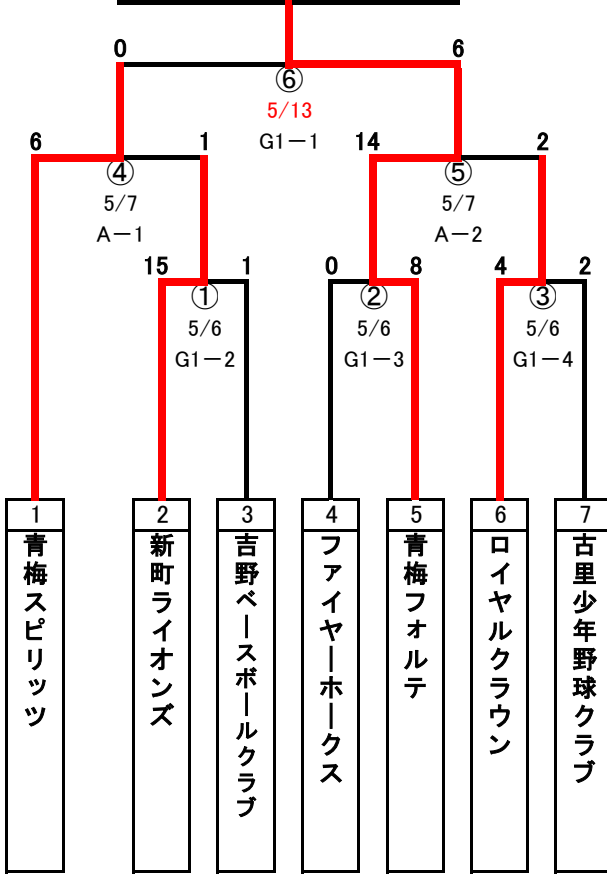 0 6
⑥
5/13
G1－1
6 1 14 2
④ ⑤
5/7 5/7
A－1 A－2
15 1 0 8 4 2
① ② ③
5/6 5/6 5/6
G1－2 G1－3 G1－4
1 2 3 4 5 6 7
青梅スピリッツ
新町ライオンズ
吉野ベースボールクラブ
ファイヤーホークス
青梅フォルテ
ロイヤルクラウン
古里少年野球クラブ